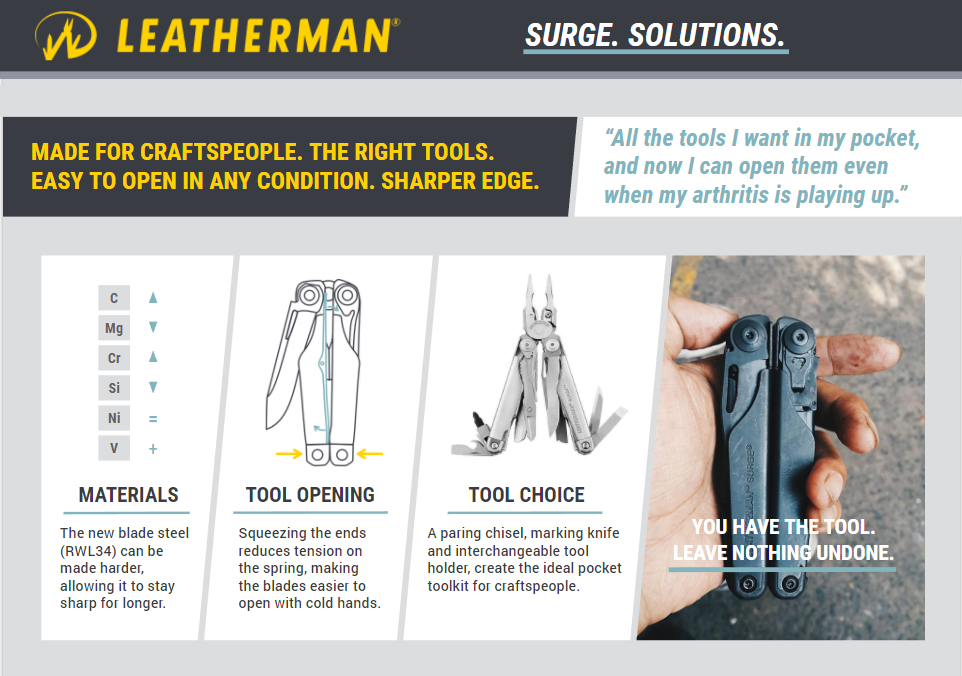 LEATHERMAN®
SURGE. SOLUTIONS.
MADE FOR CRAFTSPEOPLE. THE RIGHT TOOLS.
EASY TO OPEN IN ANY CONDITION. SHARPER EDGE.
“All the tools I want in my pocket,
and now I can open them even
when my arthritis is playing up.”
C ▲
Mg ▼
Cr ▲
Si ▼
Ni =
V +
MATERIALS
The new blade steel
(RWL34) can be
made harder,
allowing it to stay
sharp for longer.
TOOL OPENING
Squeezing the ends
reduces tension on
the spring, making
the blades easier to
open with cold hands.
TOOL CHOICE
A paring chisel, marking knife
and interchangeable tool
holder, create the ideal pocket
toolkit for craftspeople.
SURGE
YOU HAVE THE TOOL.
LEAVE NOTHING UNDONE.